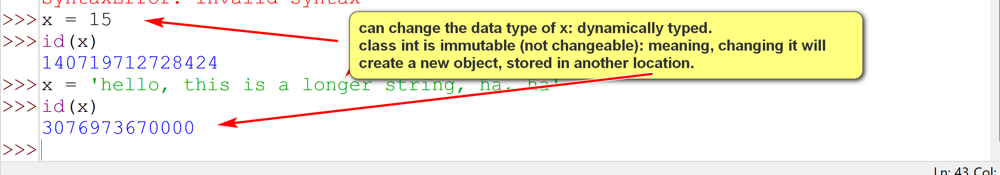 SyntaxError: invalid syntax
>>> x = 15
>>> id(x)
140719712728424
>>> x = 'hello, this is a longer string, ha, ha'
>>> id(x)
3076973670000
>>>
can change the data type of x: dynamically typed.
class int is immutable (not changeable): meaning, changing it will
create a new object, stored in another location.
Ln: 43 Col: